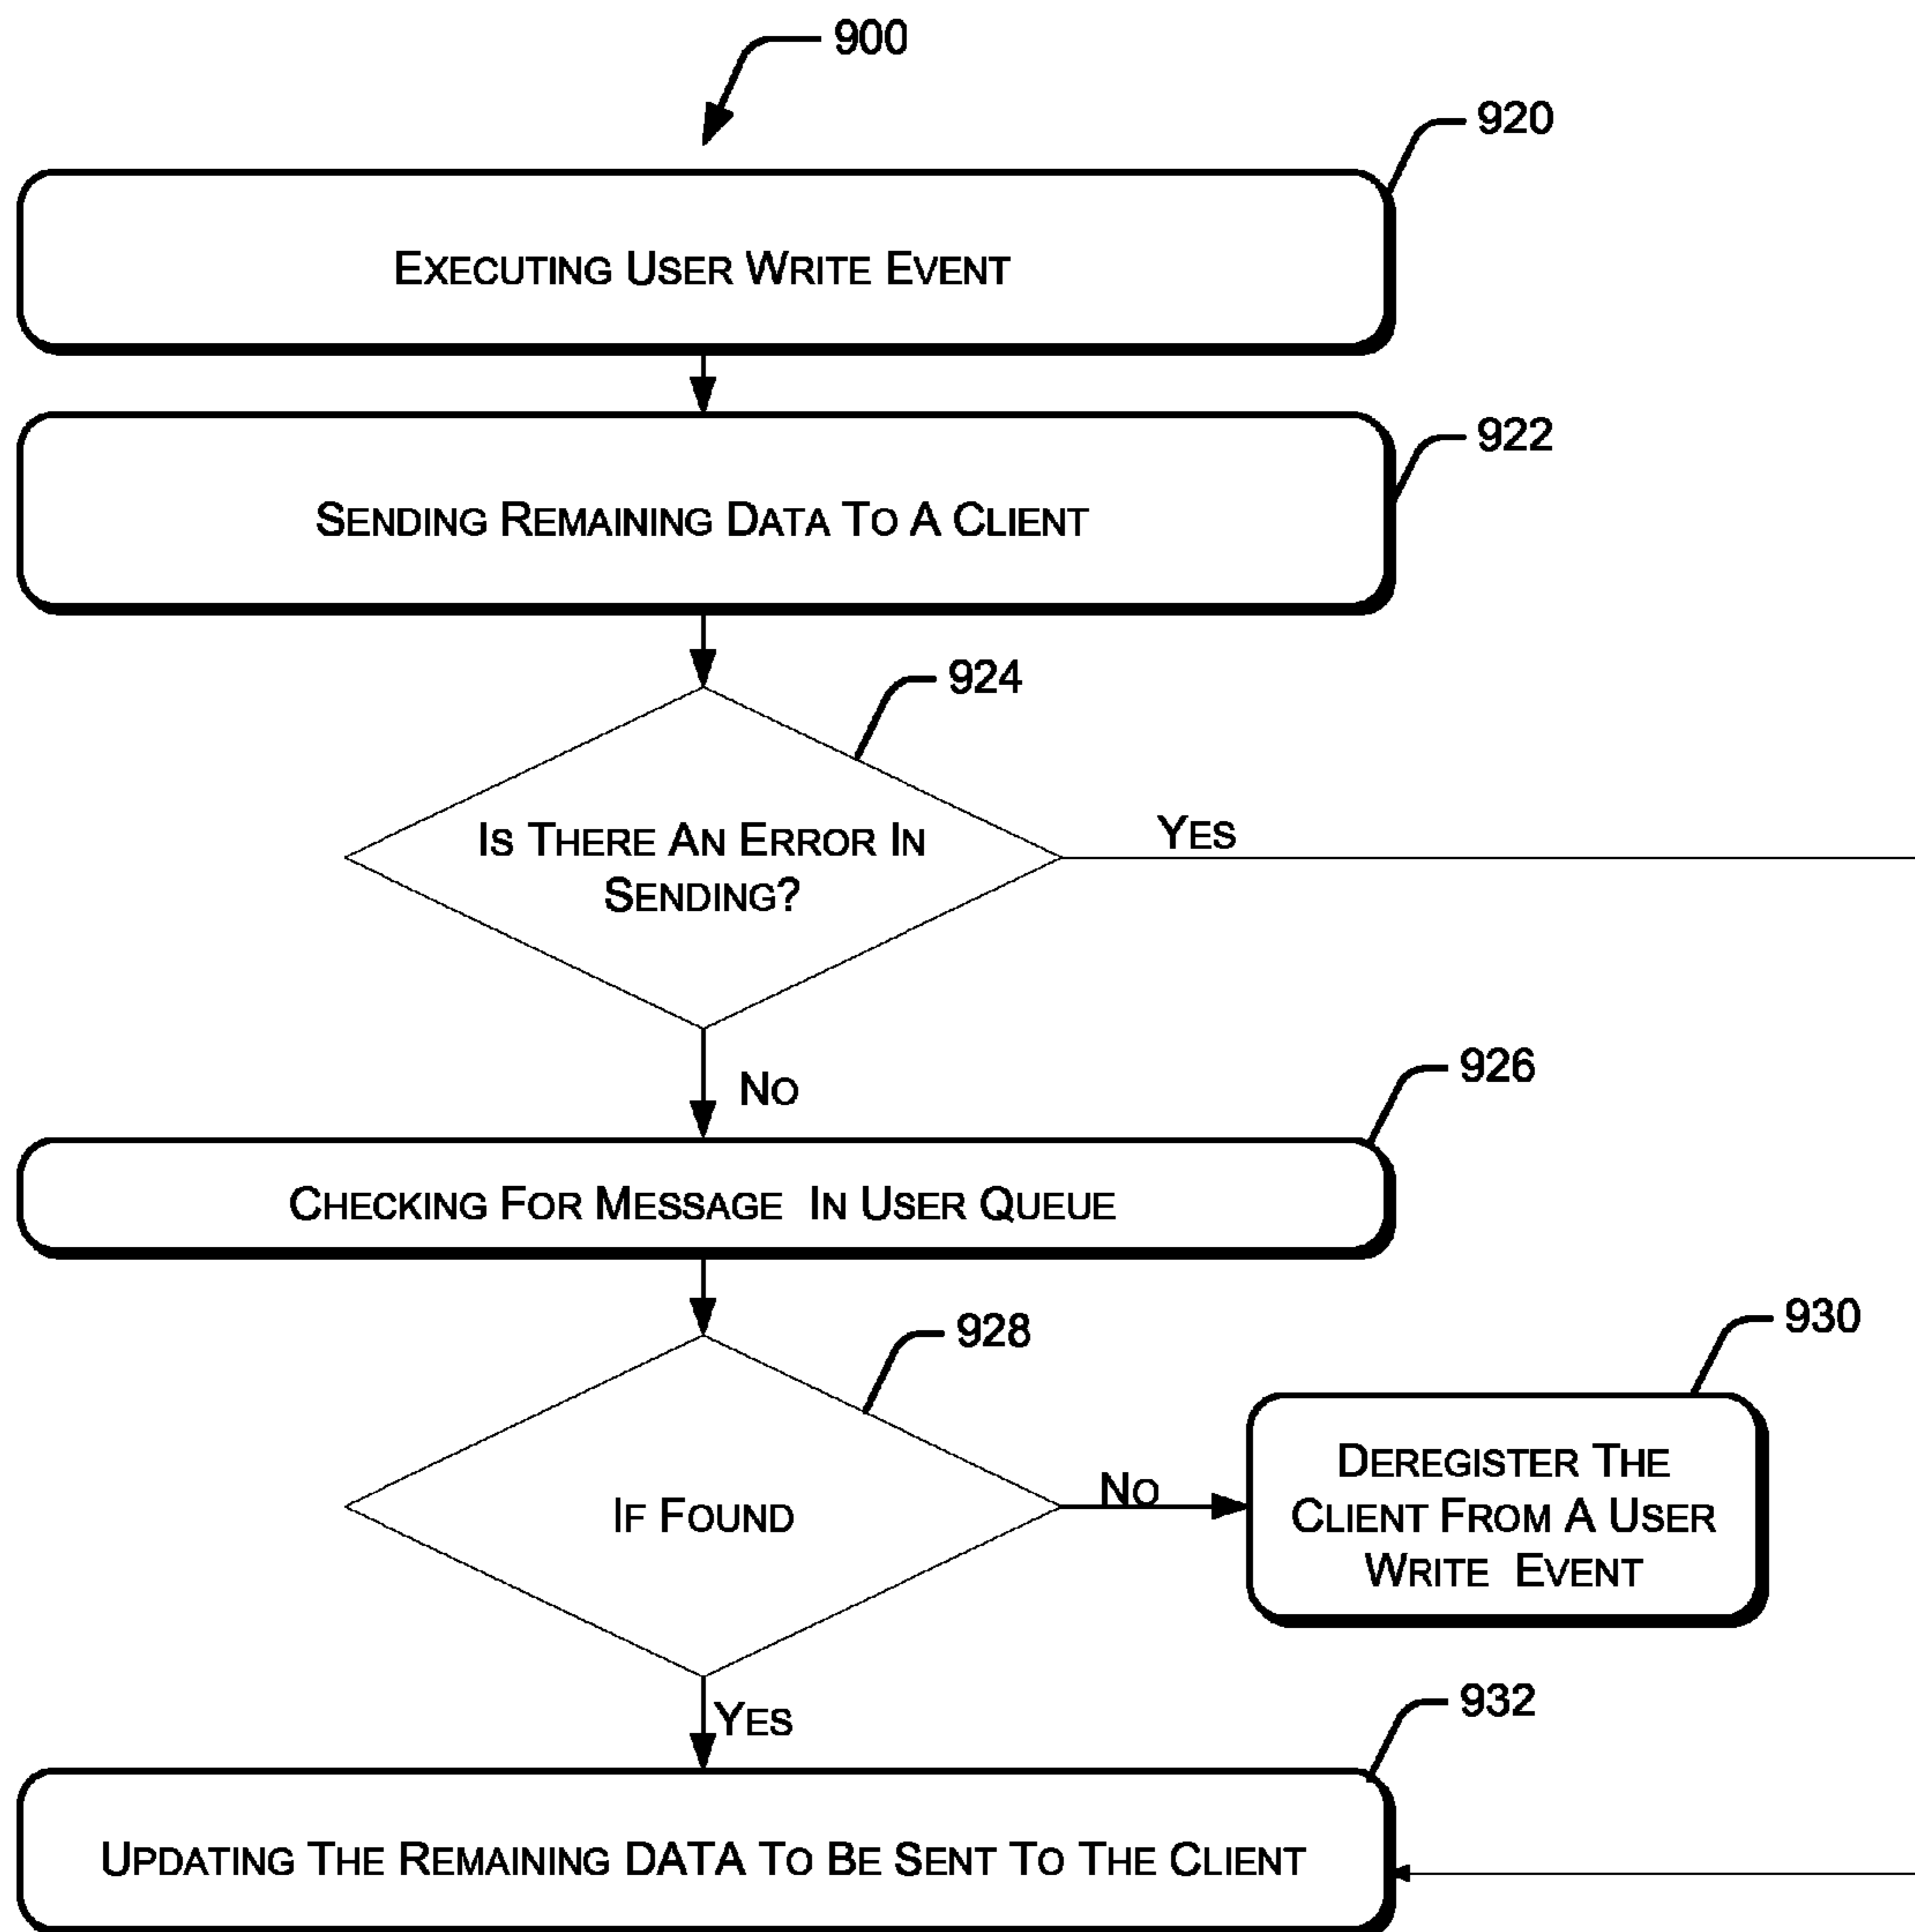 900
920
Executing User Write Event
922
Sending Remaining Data To A Client
924
Is There An Error In
Sending?
Yes
No
926
Checking For Message In User Queue
928
If Found
No
930
Deregister The
Client From A User
Write Event
Yes
932
Updating The Remaining DATA To Be Sent To The Client